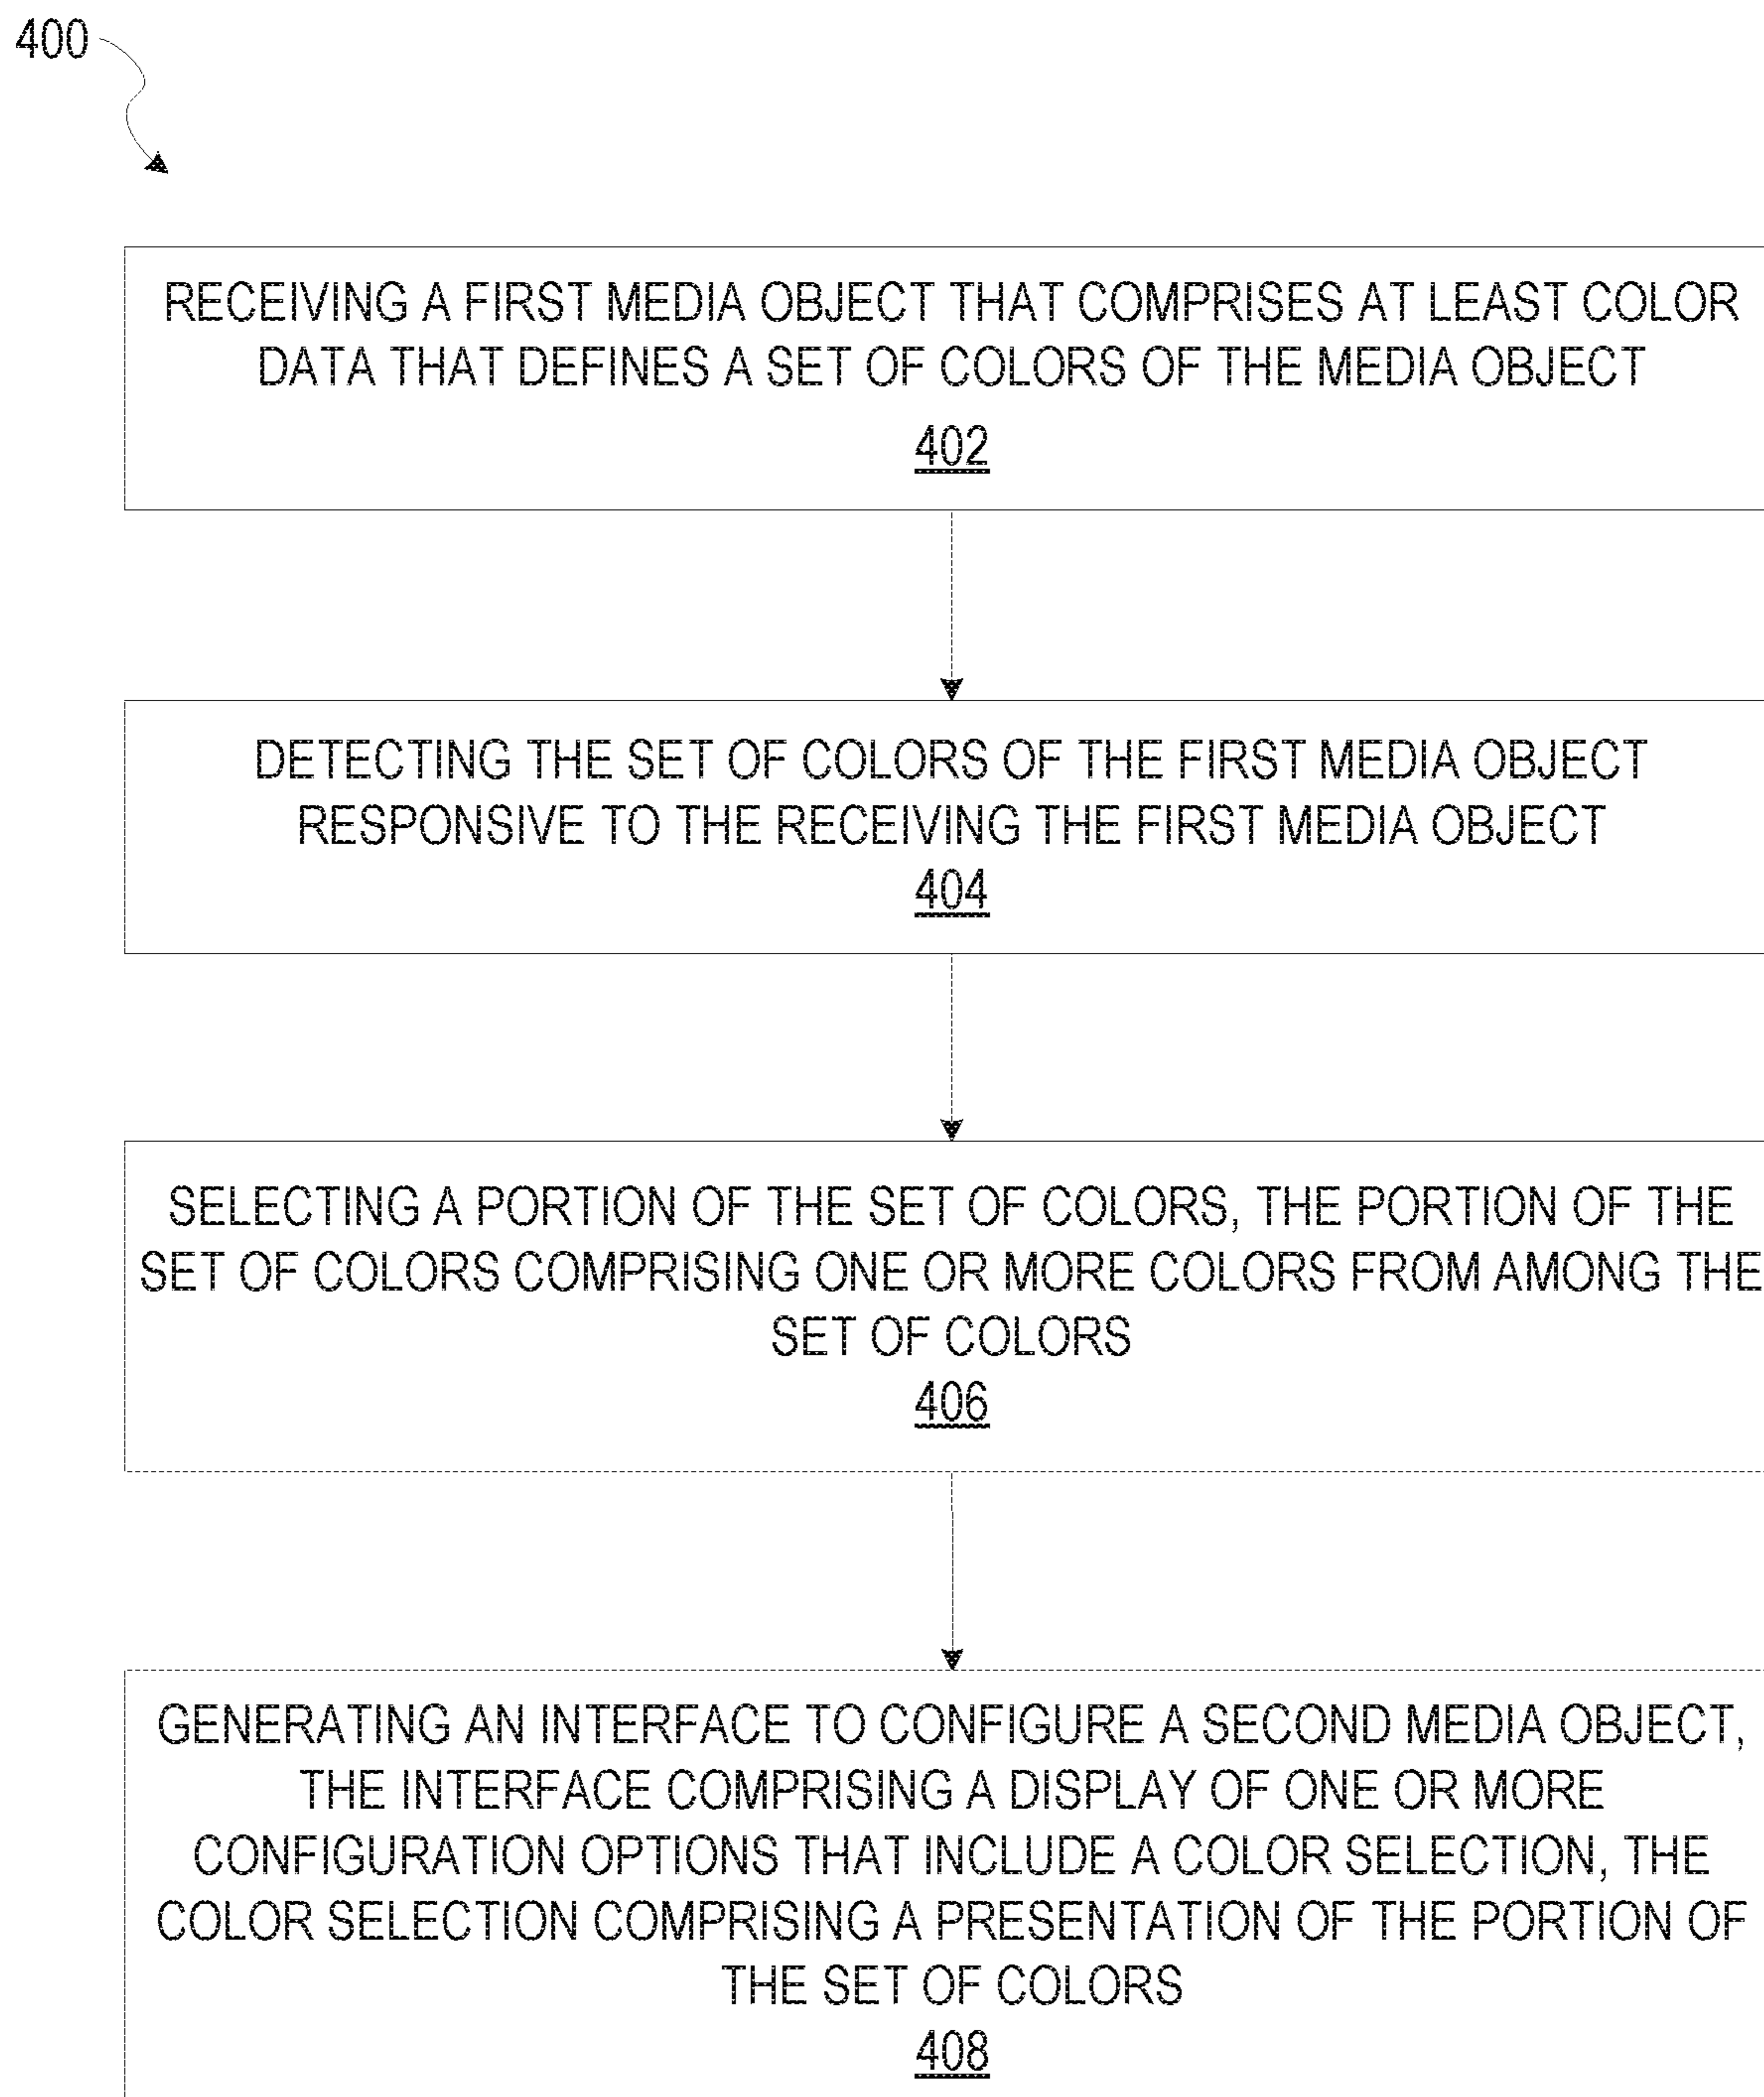 400
RECEIVING A FIRST MEDIA OBJECT THAT COMPRISES AT LEAST COLOR
DATA THAT DEFINES A SET OF COLORS OF THE MEDIA OBJECT
402
DETECTING THE SET OF COLORS OF THE FIRST MEDIA OBJECT
RESPONSIVE TO THE RECEIVING THE FIRST MEDIA OBJECT
404
SELECTING A PORTION OF THE SET OF COLORS, THE PORTION OF THE
SET OF COLORS COMPRISING ONE OR MORE COLORS FROM AMONG THE
SET OF COLORS
406
GENERATING AN INTERFACE TO CONFIGURE A SECOND MEDIA OBJECT,
THE INTERFACE COMPRISING A DISPLAY OF ONE OR MORE
CONFIGURATION OPTIONS THAT INCLUDE A COLOR SELECTION, THE
COLOR SELECTION COMPRISING A PRESENTATION OF THE PORTION OF
THE SET OF COLORS
408